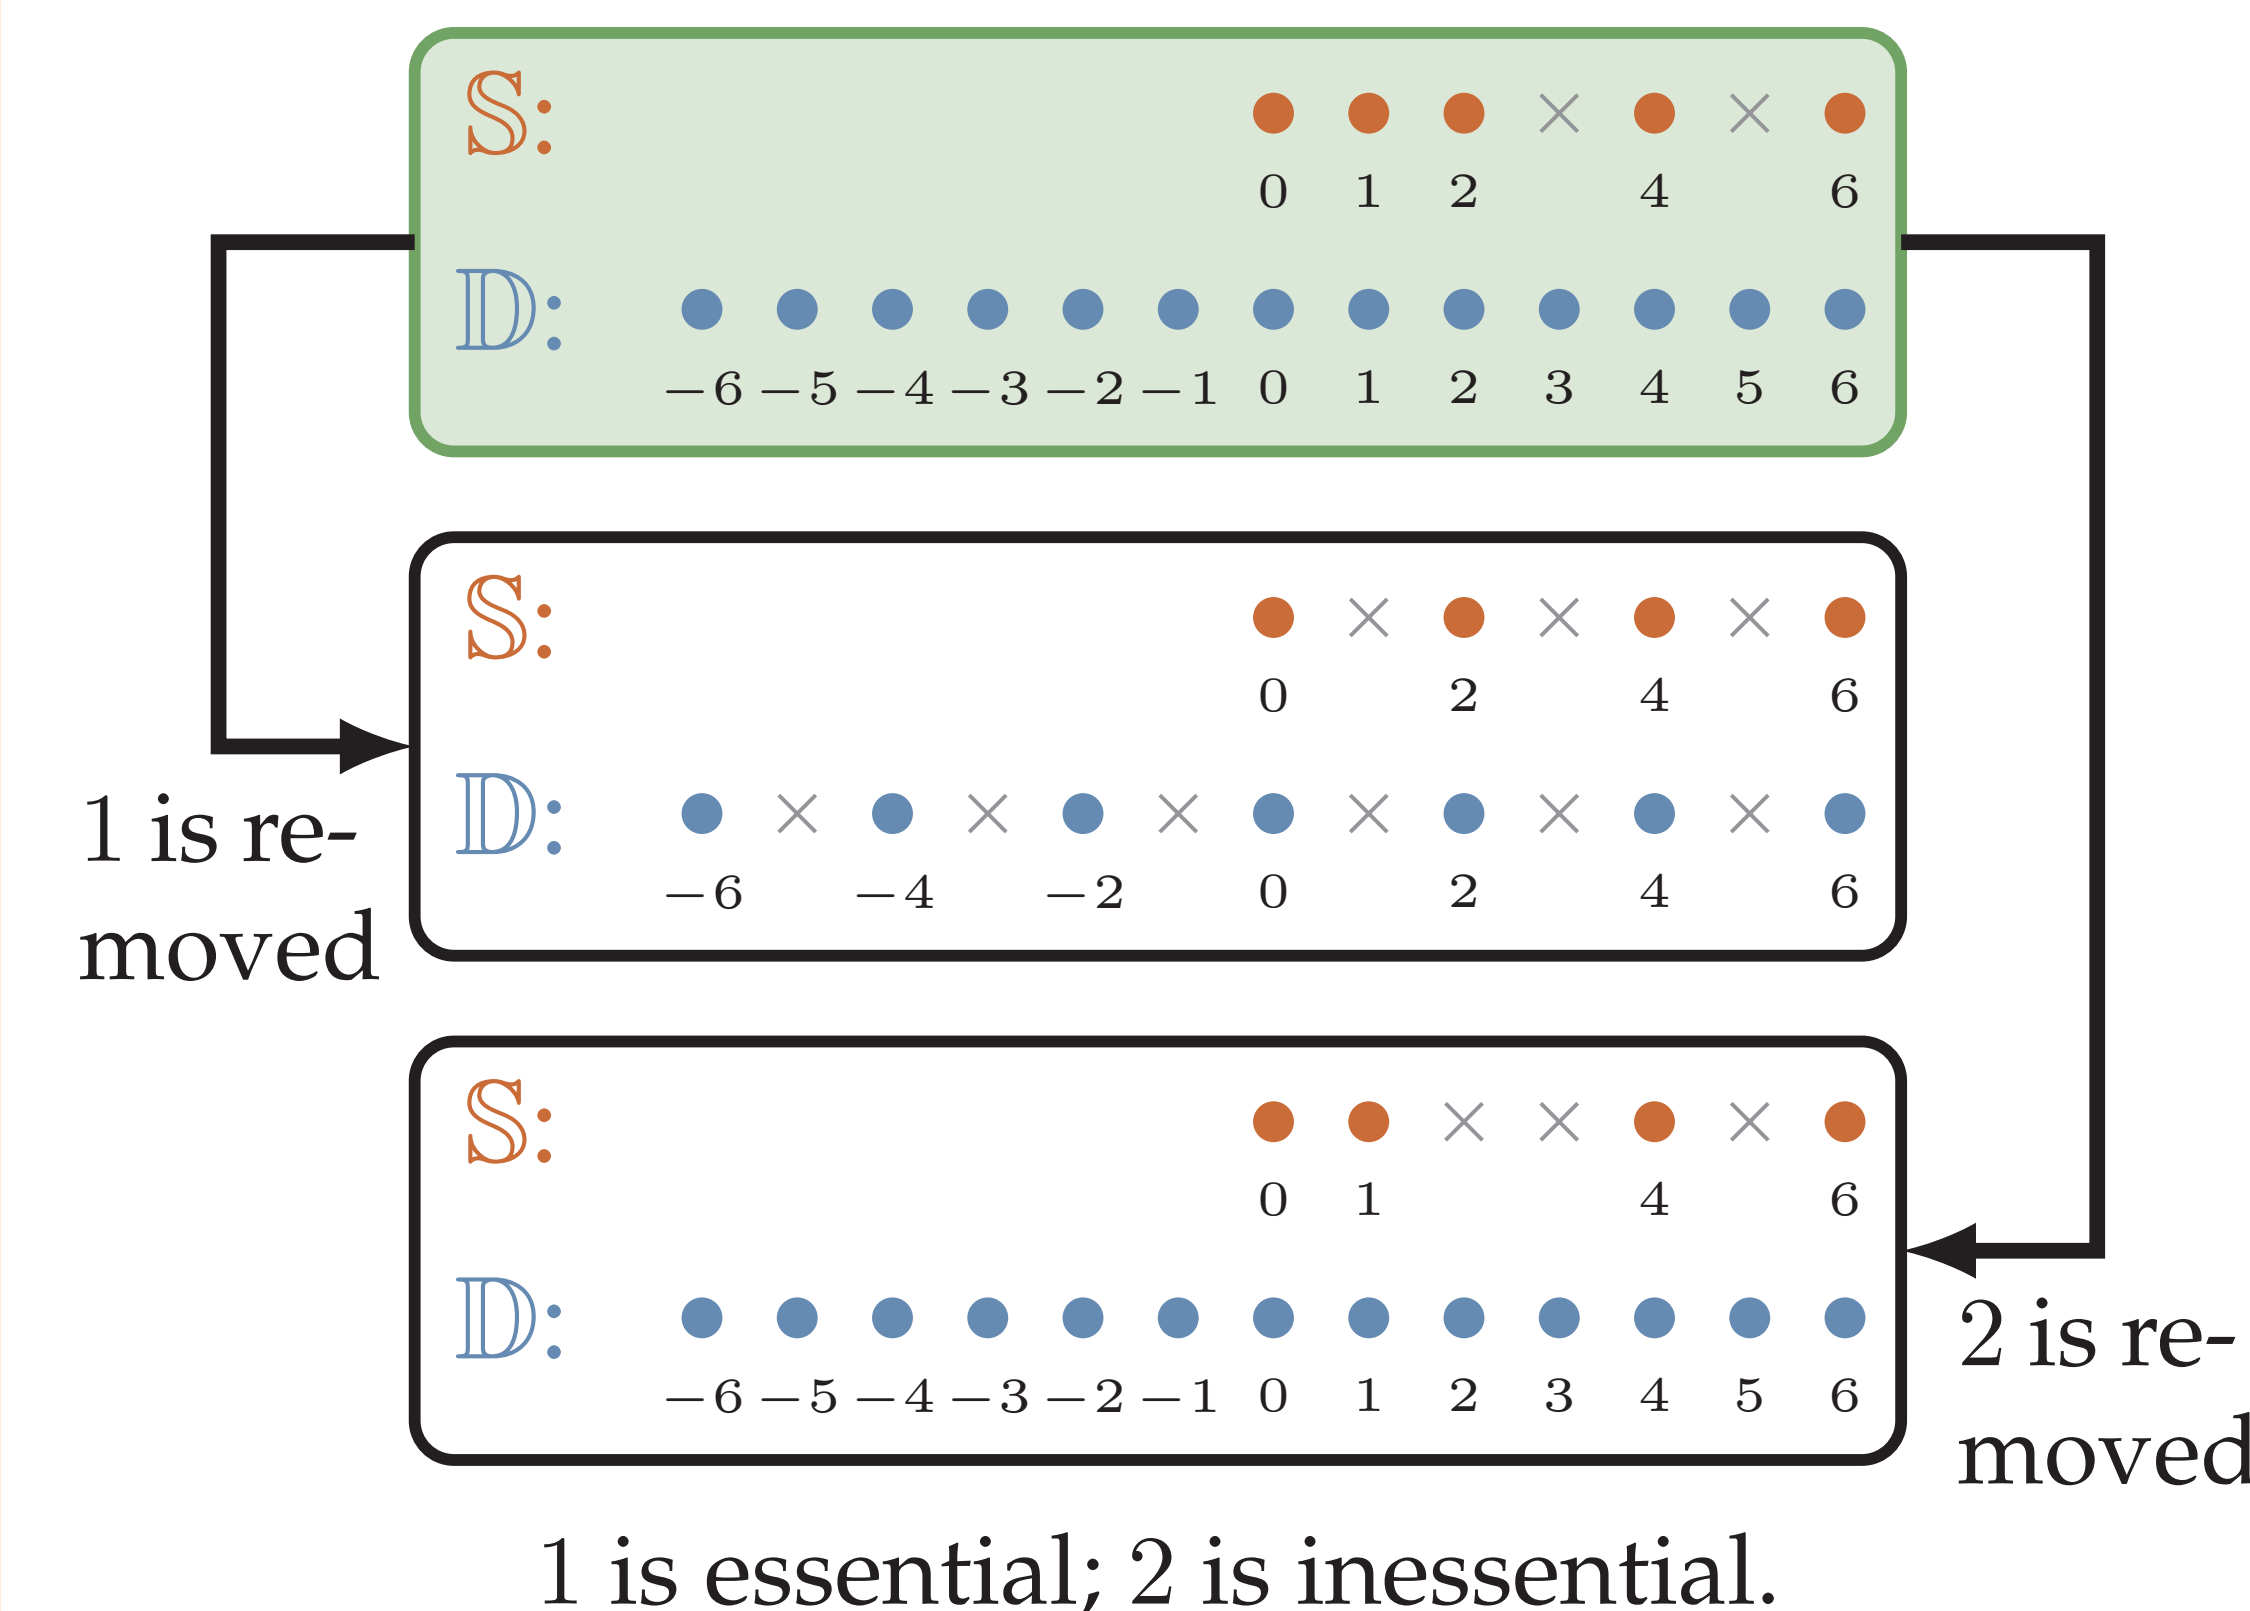 𝕊:
0 1 2 4 6
𝔻:
−6 −5 −4 −3 −2 −1 0 1 2 3 4 5 6
𝕊:
0 2 4 6
𝔻:
−6 −4 −2 0 2 4 6
1 is re-
moved
𝕊:
0 1 4 6
𝔻:
−6 −5 −4 −3 −2 −1 0 1 2 3 4 5 6
2 is re-
moved
1 is essential; 2 is inessential.